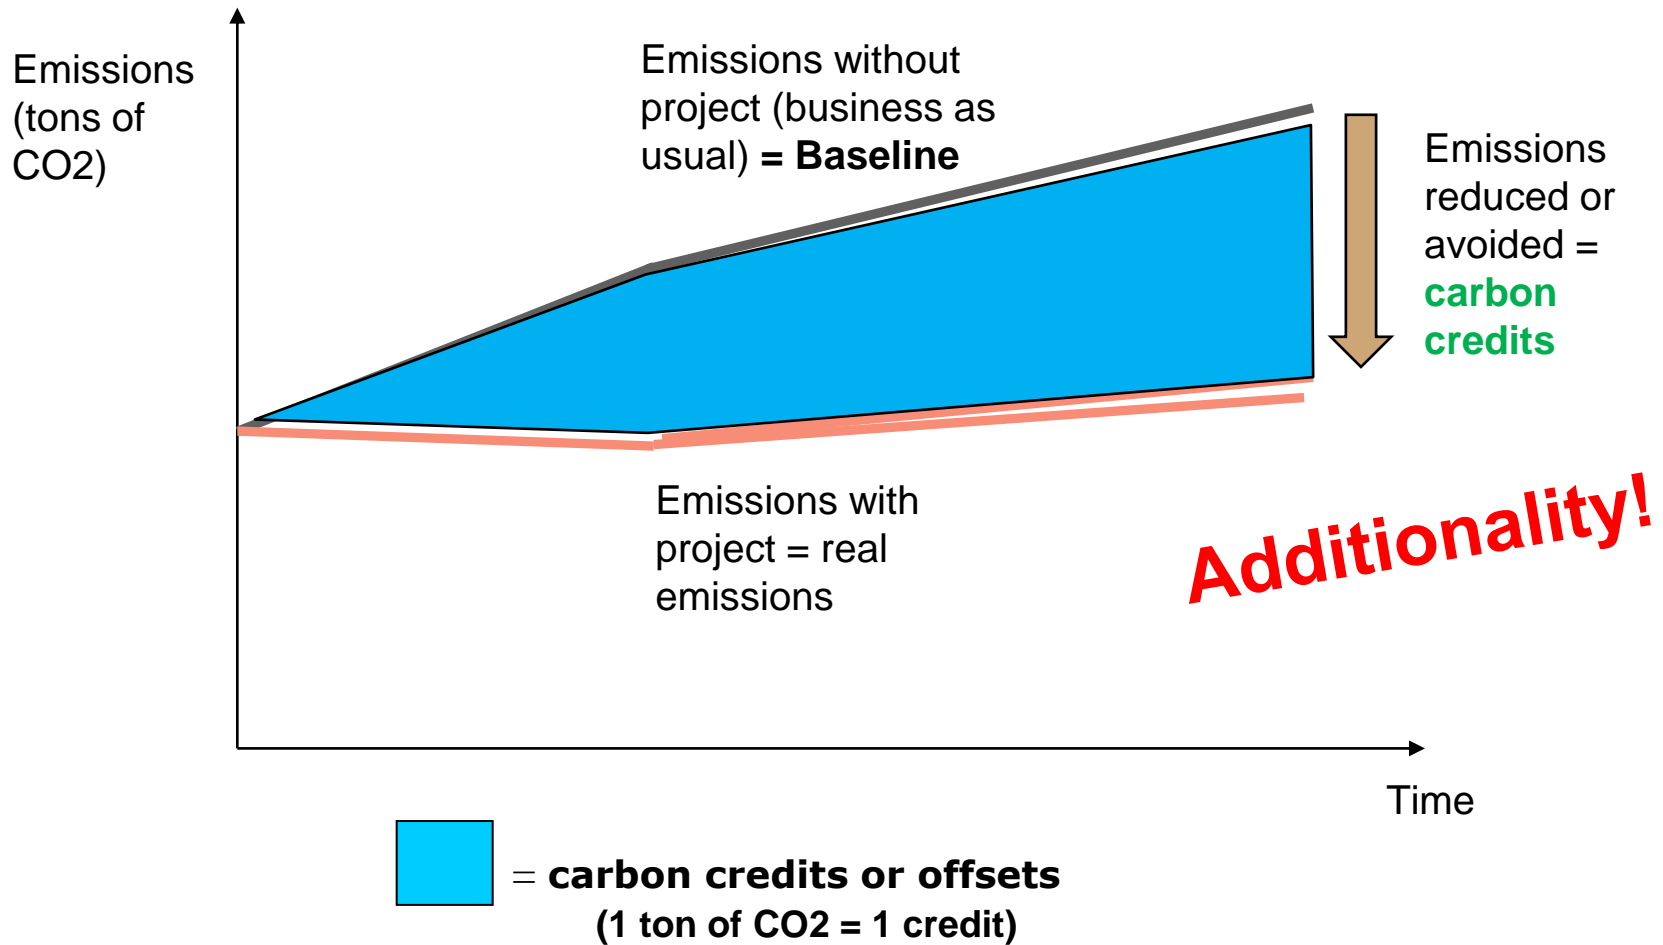 Emissions
(tons of
CO2)
Emissions without
project (business as
usual) = Baseline
Emissions
reduced or
avoided =
carbon
credits
Emissions with
project = real
emissions
Additionality!
Time
= carbon credits or offsets
(1 ton of CO2 = 1 credit)